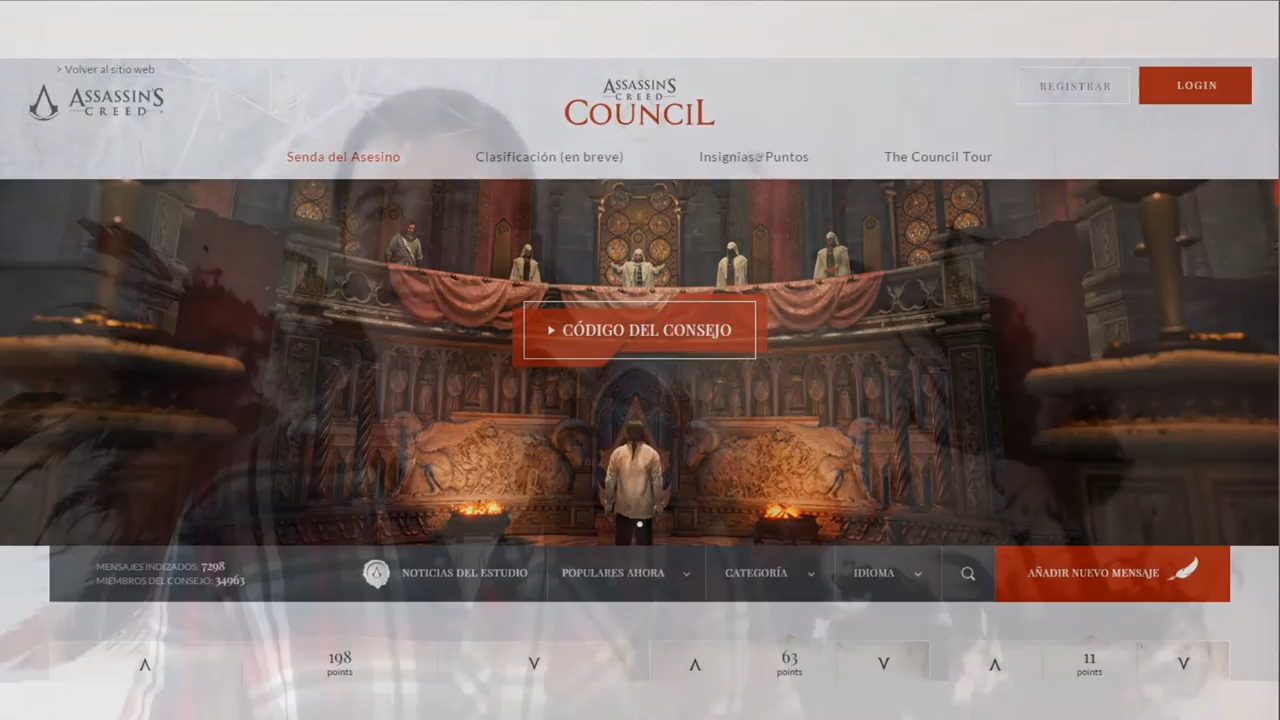 > Volver al sitio web
ASSASSIN'S
CREED
ASSASSIN'S
CREED
COUNCIL
REGISTRAR
LOGIN
Senda del Asesino
Clasificación (en breve)
Insignias&Puntos
The Council Tour
CÓDIGO DEL CONSEJO
MENSAJES INDIZADOS: 7298
MIEMBROS DEL CONSEJO: 34963
NOTICIAS DEL ESTUDIO
POPULARES AHORA
CATEGORÍA
IDIOMA
AÑADIR NUEVO MENSAJE
198
points
63
points
11
points